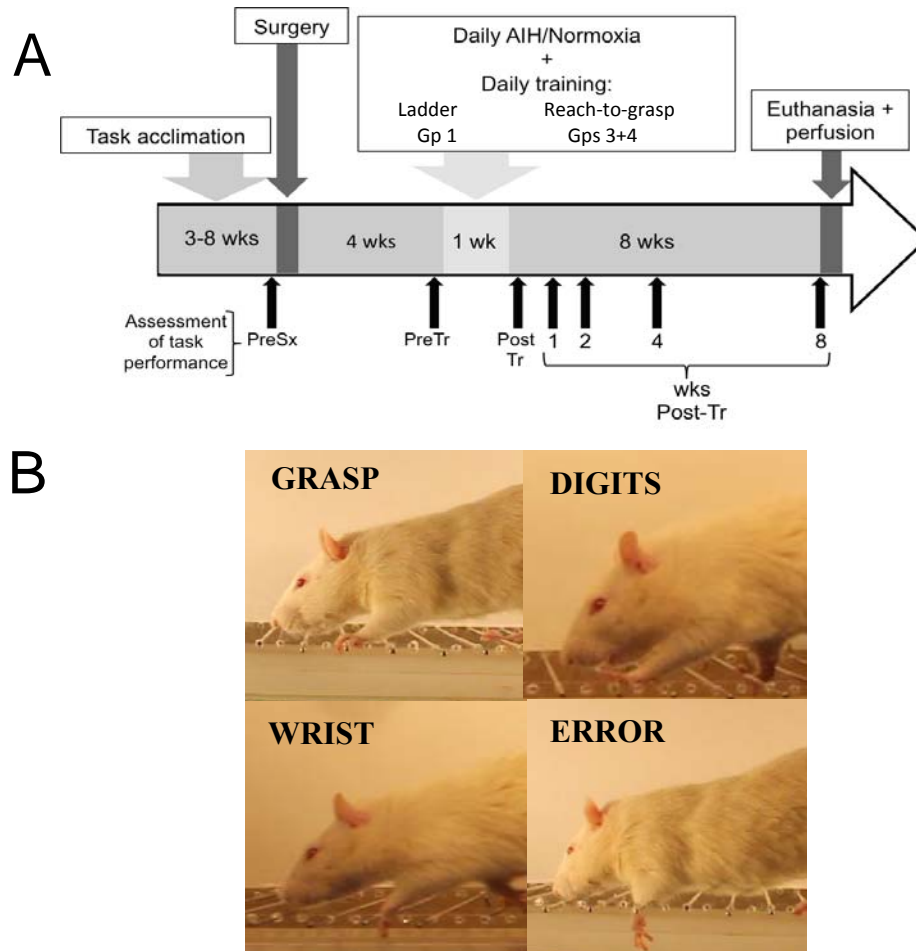 A
Surgery
Daily AIH/Normoxia
+
Daily training:
Ladder Reach-to-grasp
Gp 1 Gps 3+4
Task acclimation
Euthanasia +
perfusion
3-8 wks 4 wks 1 wk 8 wks
Assessment
of task
performance
PreSx PreTr Post
Tr 1 2 4 8
wks
Post-Tr
B
GRASP DIGITS
WRIST ERROR